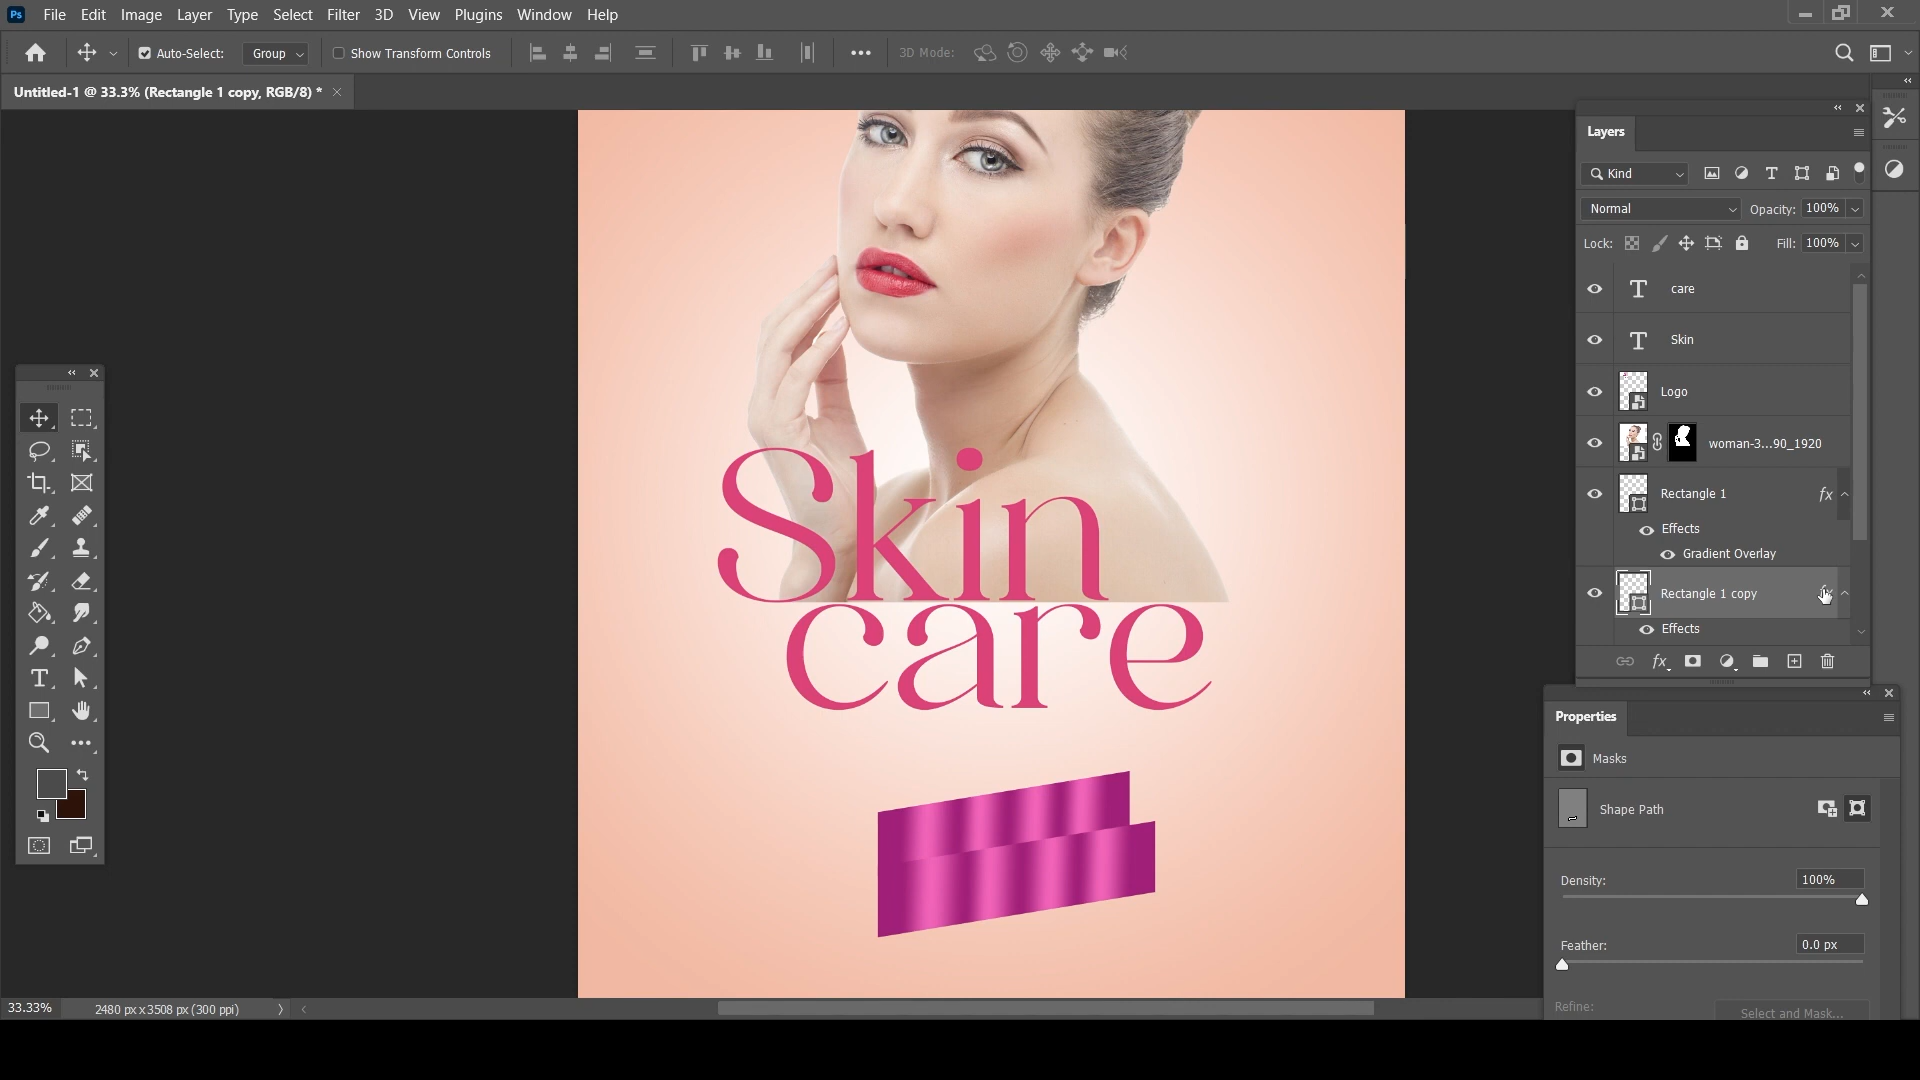 Ps File Edit Image Layer Type Select Filter 3D View Plugins Window Help
Auto-Select: Group Show Transform Controls 3D Mode:
Untitled-1 @ 33.3% (Rectangle 1 copy, RGB/8) *
Layers
Kind
Normal Opacity: 100%
Lock: Fill: 100%
care
Skin
Logo
woman-3...90_1920
Rectangle 1 fx
Effects
Gradient Overlay
Rectangle 1 copy
Effects
fx
Skin
care
Properties
Masks
Shape Path
Density: 100%
Feather: 0.0 px
Refine: Select and Mask...
33.33% 2480 px x 3508 px (300 ppi)